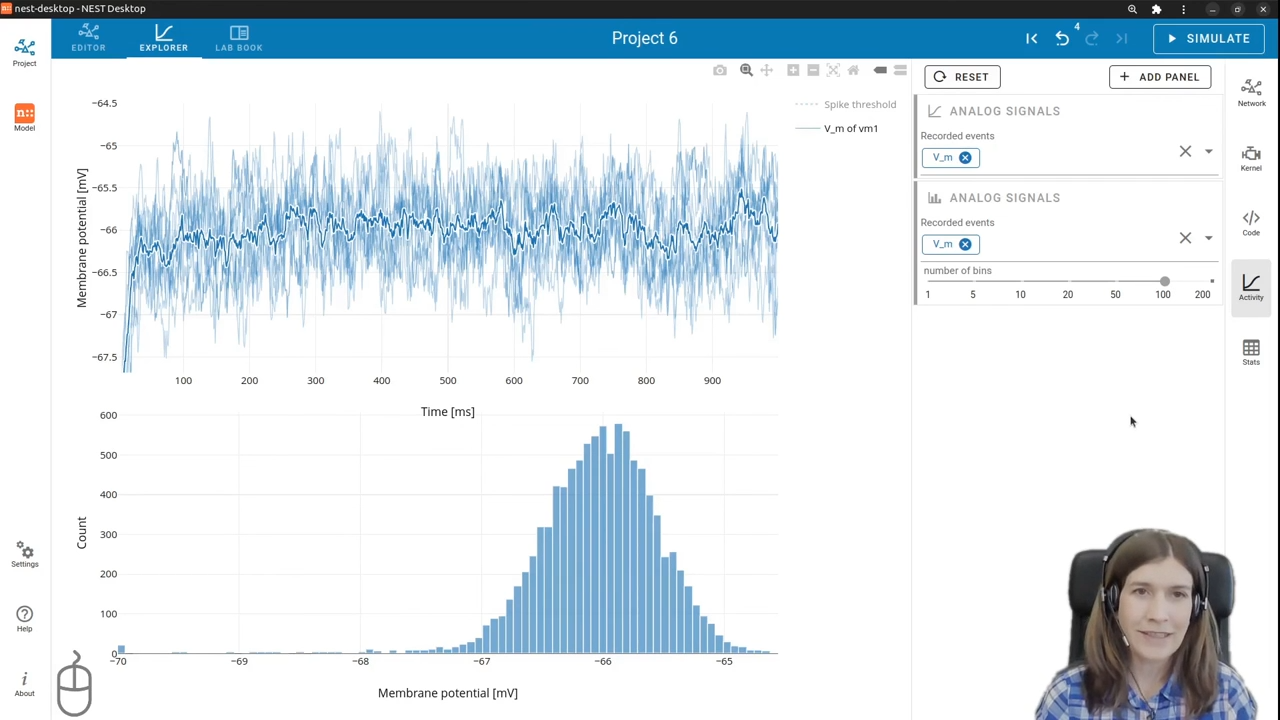 nest-desktop - NEST Desktop
Project
Model
Settings
Help
About
EDITOR
EXPLORER
LAB BOOK
Project 6
4
SIMULATE
−64.5
−65
−65.5
−66
−66.5
−67
−67.5
Membrane potential [mV]
100 200 300 400 500 600 700 800 900
Time [ms]
Spike threshold
V_m of vm1
600
500
400
300
200
100
0
Count
−70 −69 −68 −67 −66 −65
Membrane potential [mV]
RESET
ADD PANEL
ANALOG SIGNALS
Recorded events
V_m
ANALOG SIGNALS
Recorded events
V_m
number of bins
1 5 10 20 50 100 200
Network
Kernel
Code
Activity
Stats
n::